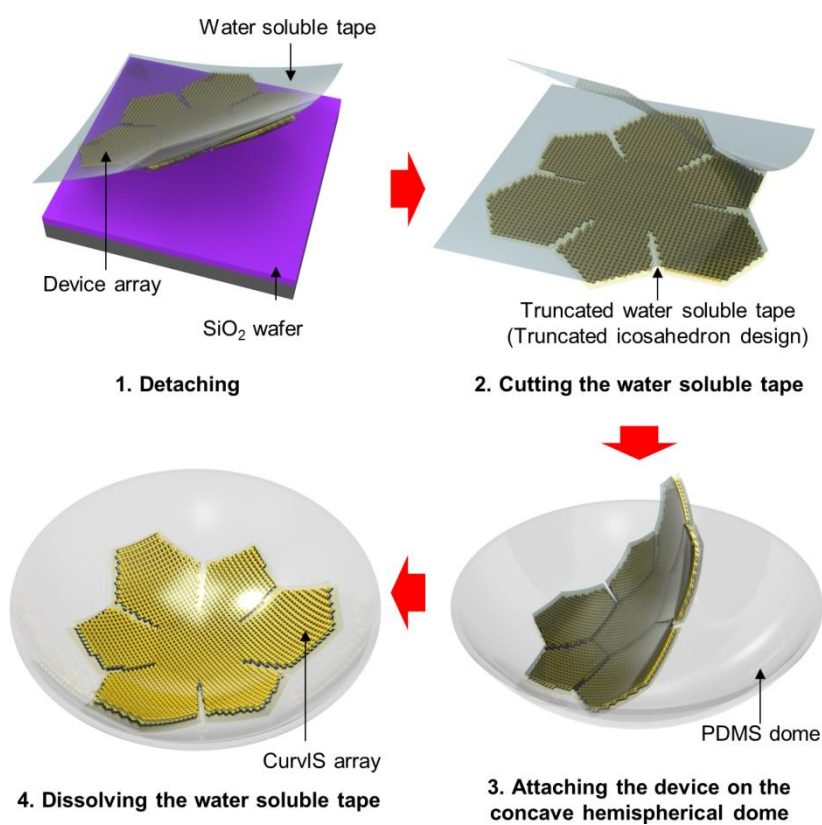 Water soluble tape
Device array
SiO₂ wafer
1. Detaching
Truncated water soluble tape
(Truncated icosahedron design)
2. Cutting the water soluble tape
PDMS dome
3. Attaching the device on the
concave hemispherical dome
CurvIS array
4. Dissolving the water soluble tape